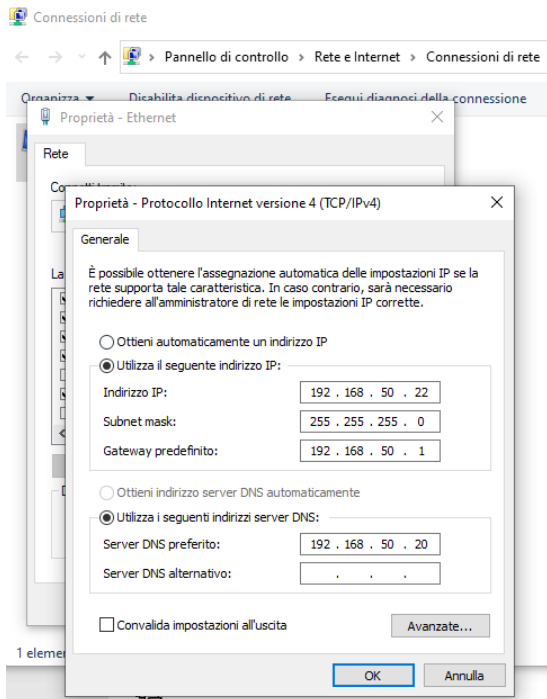 Connessioni di rete
Pannello di controllo > Rete e Internet > Connessioni di rete
Organizza Disabilita dispositivo di rete Esegui diagnosi della connessione
Proprietà - Ethernet
Rete
Proprietà - Protocollo Internet versione 4 (TCP/IPv4)
Generale
È possibile ottenere l'assegnazione automatica delle impostazioni IP se la
rete supporta tale caratteristica. In caso contrario, sarà necessario
richiedere all'amministratore di rete le impostazioni IP corrette.
Ottieni automaticamente un indirizzo IP
Utilizza il seguente indirizzo IP:
Indirizzo IP: 192 . 168 . 50 . 22
Subnet mask: 255 . 255 . 255 . 0
Gateway predefinito: 192 . 168 . 50 . 1
Ottieni indirizzo server DNS automaticamente
Utilizza i seguenti indirizzi server DNS:
Server DNS preferito: 192 . 168 . 50 . 20
Server DNS alternativo: . . .
Convalida impostazioni all'uscita Avanzate...
1 eleme
OK Annulla